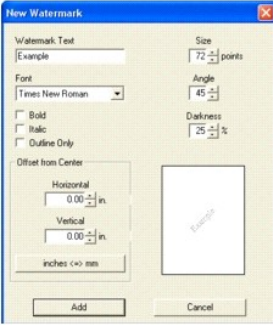 New Watermark
Watermark Text
Example
Font
Times New Roman
Bold
Italic
Outline Only
Size
72 points
Angle
45
Darkness
25 %
Offset from Center
Horizontal
0.00 in.
Vertical
0.00 in.
inches <=> mm
Example
Add
Cancel